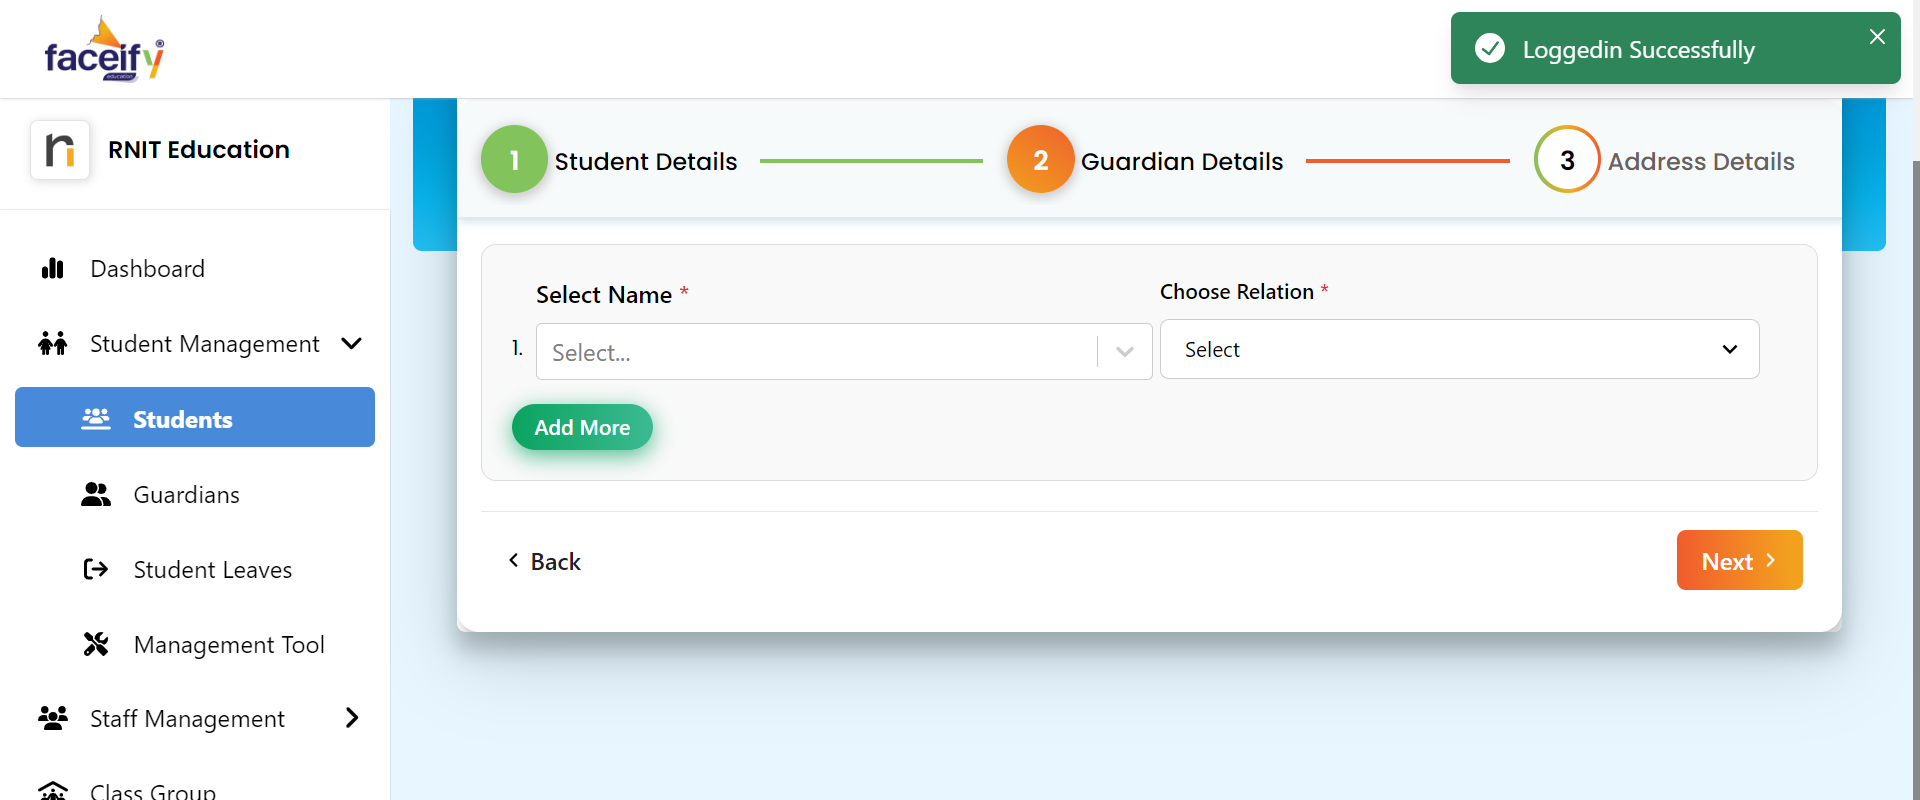 faceify®
education
Loggedin Successfully
RNIT Education
Dashboard
Student Management
Students
Guardians
Student Leaves
Management Tool
Staff Management
Class Group
1 Student Details
2 Guardian Details
3 Address Details
Select Name *
Choose Relation *
1.
Select...
Select
Add More
Back
Next